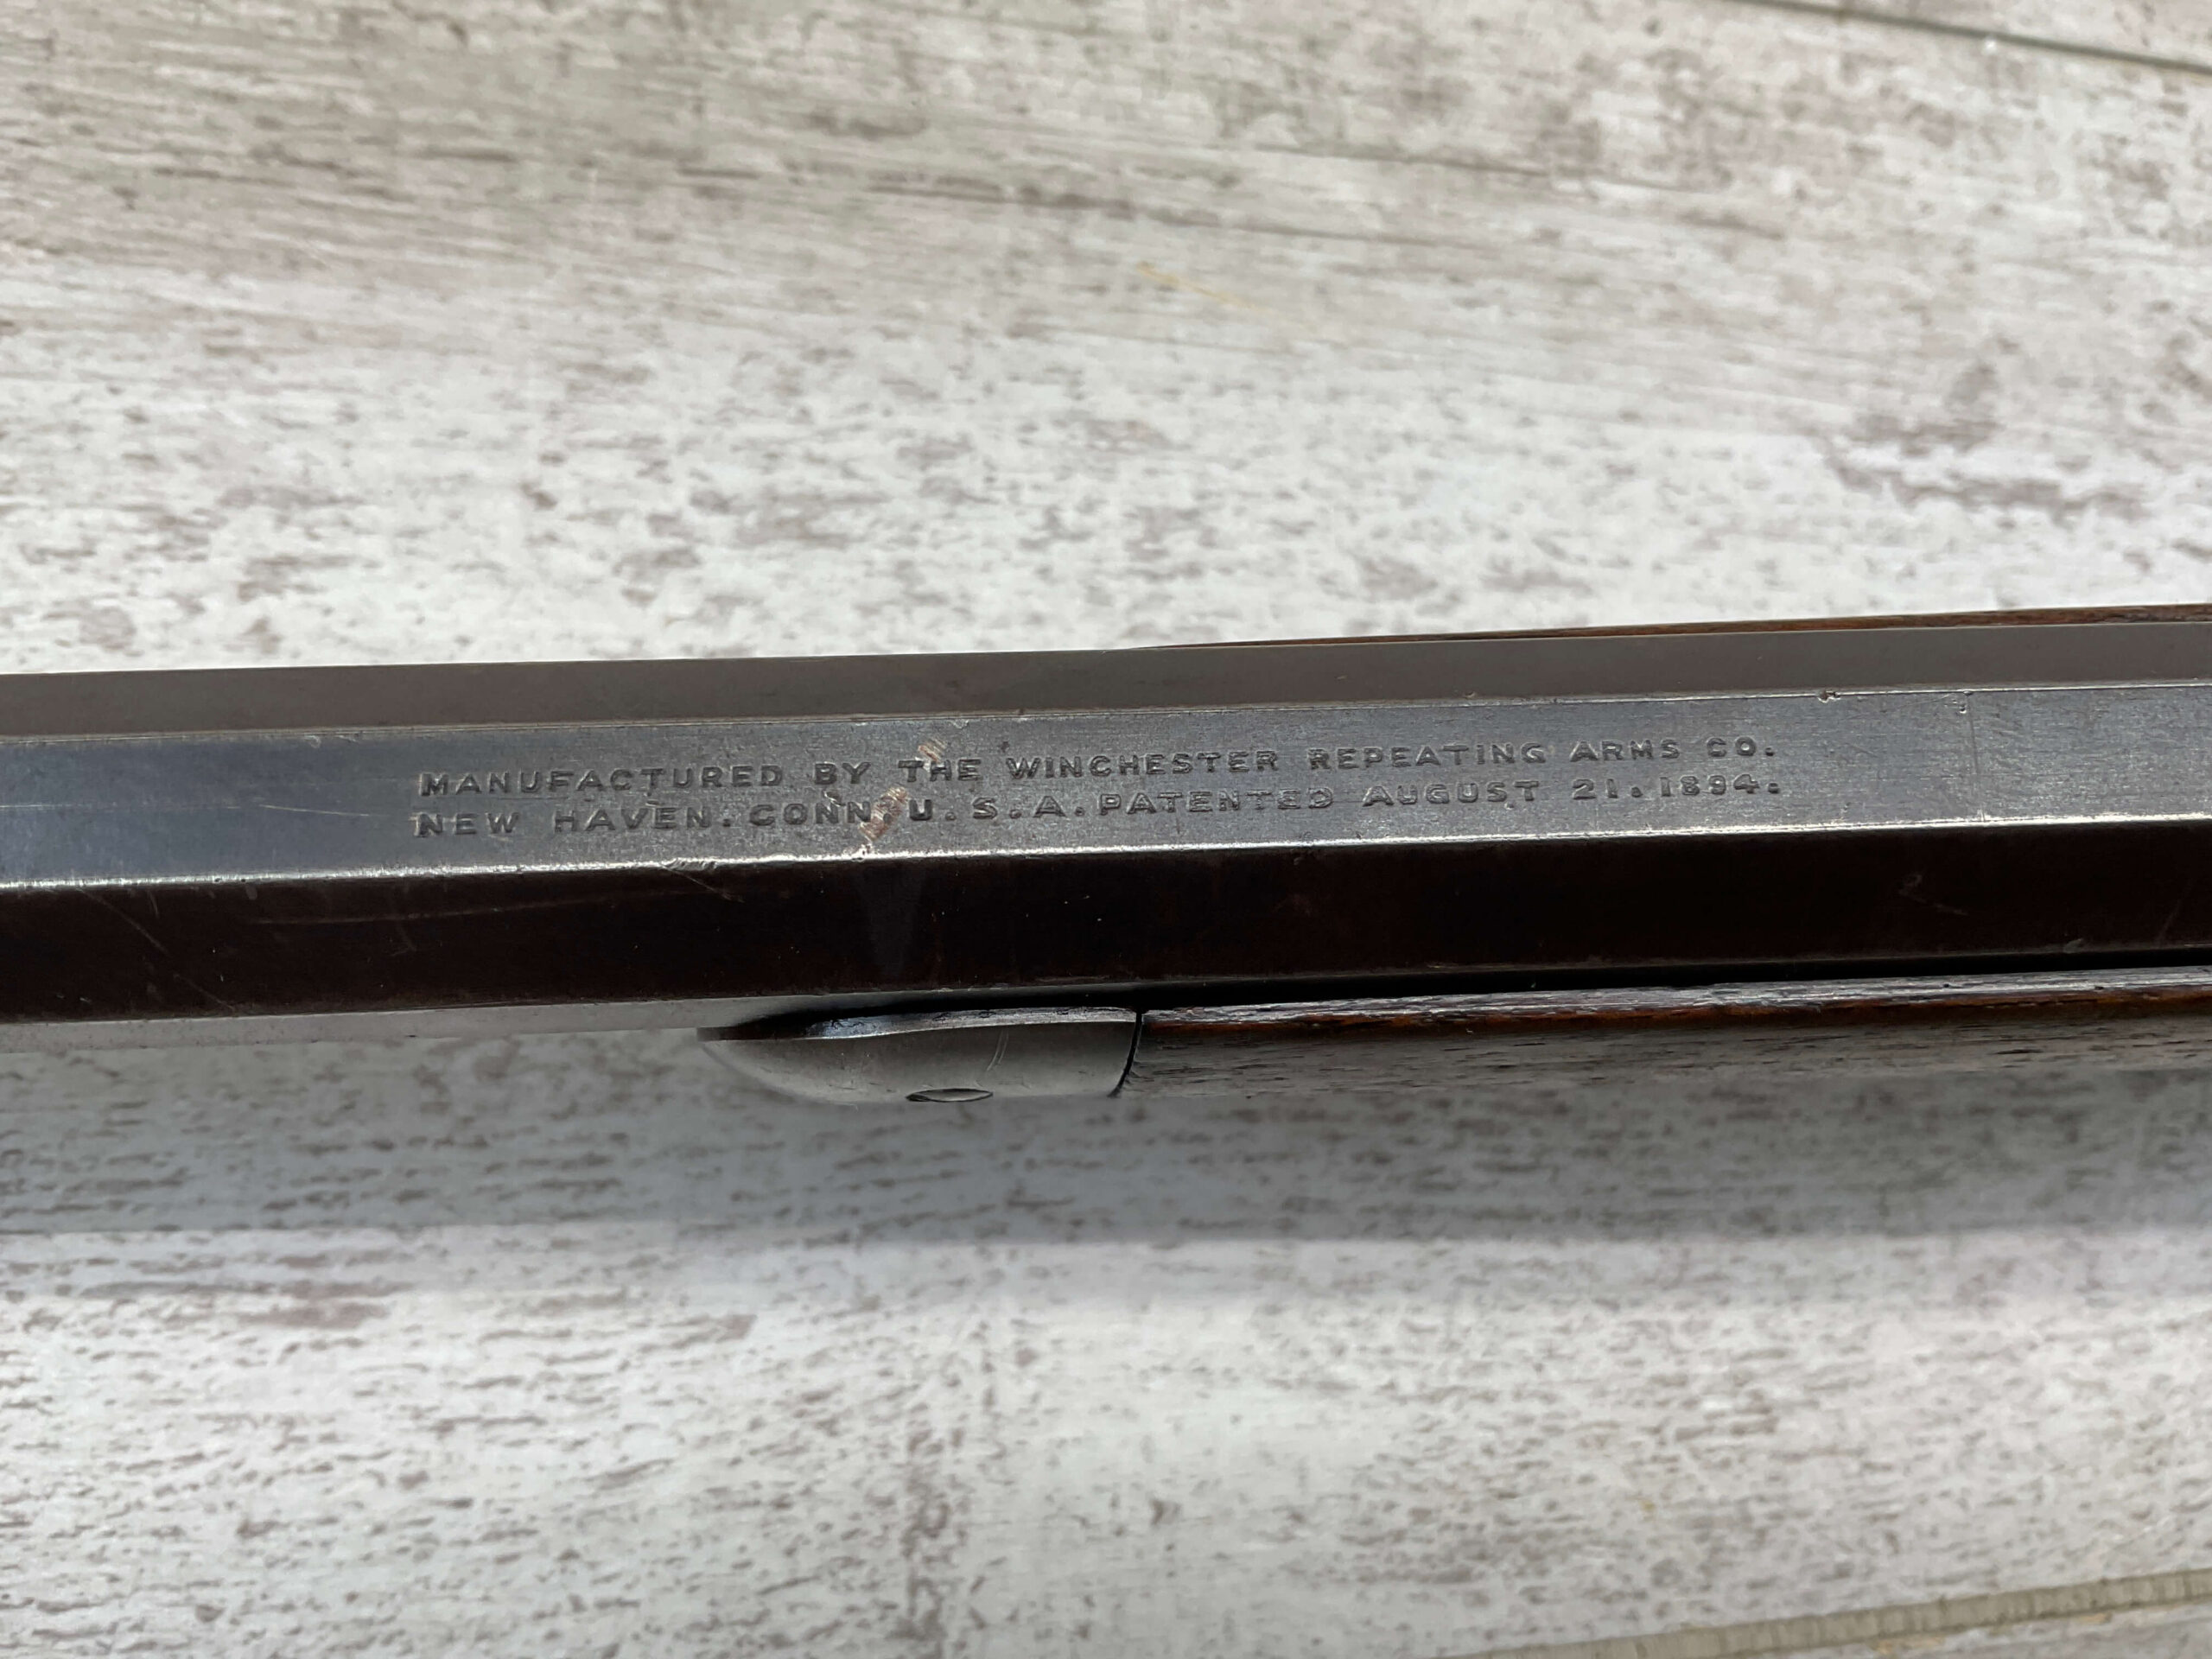 MANUFACTURED BY THE WINCHESTER REPEATING ARMS CO.
NEW HAVEN. CONN. U. S. A. PATENTED AUGUST 21. 1894.